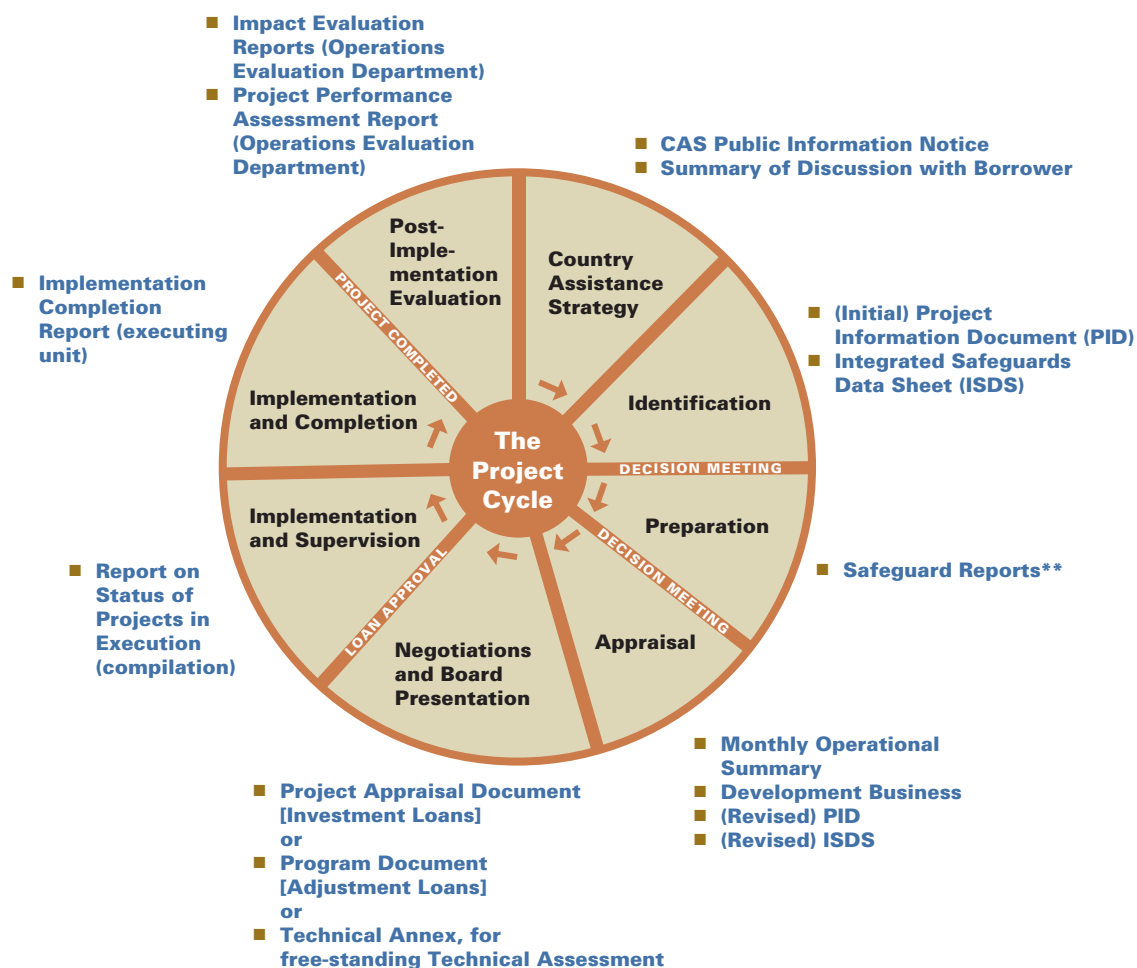 Impact Evaluation
Reports (Operations
Evaluation Department)
Project Performance
Assessment Report
(Operations Evaluation
Department)
CAS Public Information Notice
Summary of Discussion with Borrower
Post-
Imple-
mentation
Evaluation
Country
Assistance
Strategy
Implementation
Completion
Report (executing
unit)
PROJECT COMPLETED
(Initial) Project
Information Document (PID)
Integrated Safeguards
Data Sheet (ISDS)
Implementation
and Completion
Identification
The
Project
Cycle
DECISION MEETING
Implementation
and Supervision
Preparation
DECISION MEETING
LOAN APPROVAL
Safeguard Reports**
Report on
Status of
Projects in
Execution
(compilation)
Negotiations
and Board
Presentation
Appraisal
Monthly Operational
Summary
Development Business
(Revised) PID
(Revised) ISDS
Project Appraisal Document
[Investment Loans]
or
Program Document
[Adjustment Loans]
or
Technical Annex, for
free-standing Technical Assessment